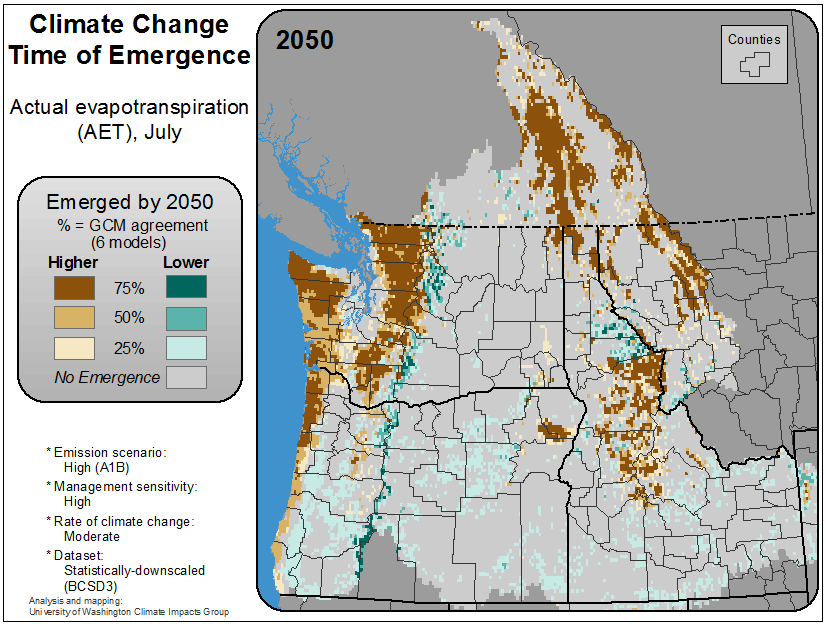 Climate Change
Time of Emergence
Actual evapotranspiration
(AET), July
Emerged by 2050
% = GCM agreement
(6 models)
Higher Lower
75%
50%
25%
No Emergence
* Emission scenario:
High (A1B)
* Management sensitivity:
High
* Rate of climate change:
Moderate
* Dataset:
Statistically-downscaled
(BCSD3)
Analysis and mapping:
University of Washington Climate Impacts Group
2050
Counties